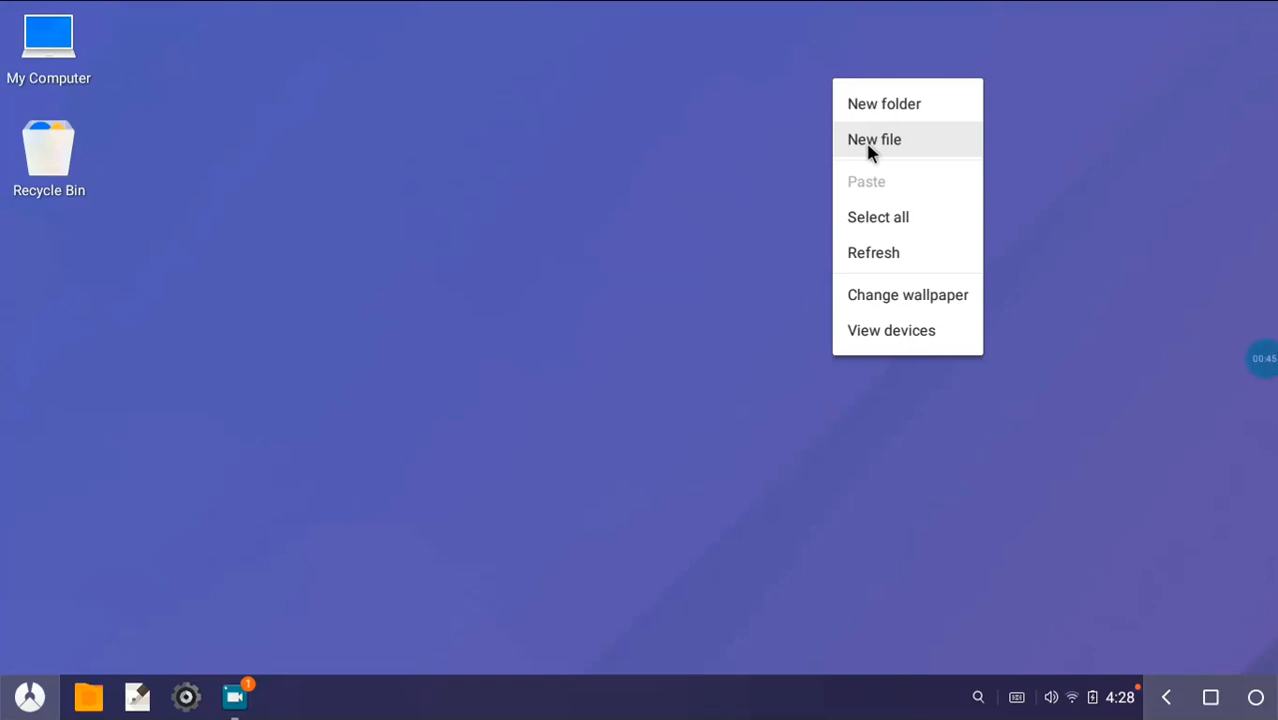 My Computer
Recycle Bin
New folder
New file
Paste
Select all
Refresh
Change wallpaper
View devices
00:45
1
4:28